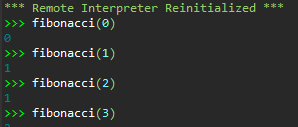 *** Remote Interpreter Reinitialized ***
>>> fibonacci(0)
0
>>> fibonacci(1)
1
>>> fibonacci(2)
1
>>> fibonacci(3)